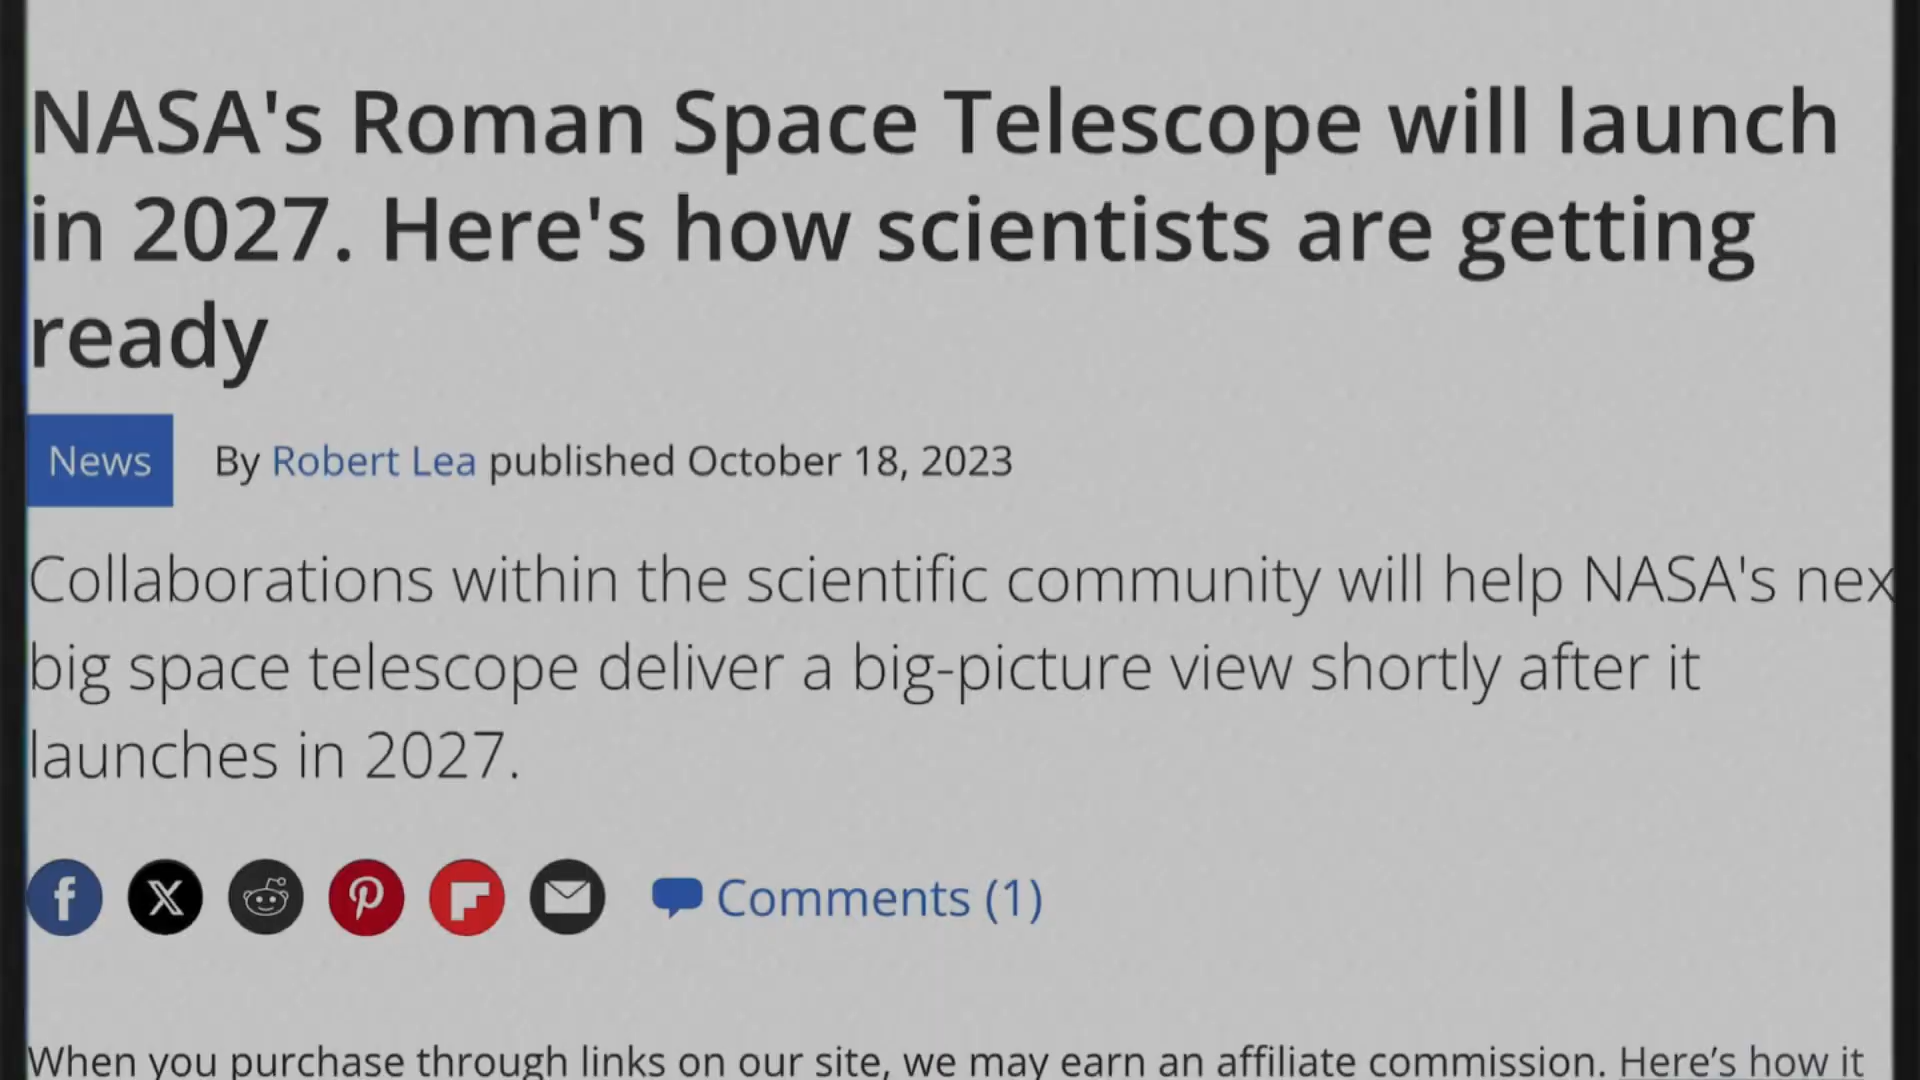 NASA's Roman Space Telescope will launch
in 2027. Here's how scientists are getting
ready
News By Robert Lea published October 18, 2023
Collaborations within the scientific community will help NASA's nex
big space telescope deliver a big-picture view shortly after it
launches in 2027.
Comments (1)
When you purchase through links on our site, we may earn an affiliate commission. Here’s how it